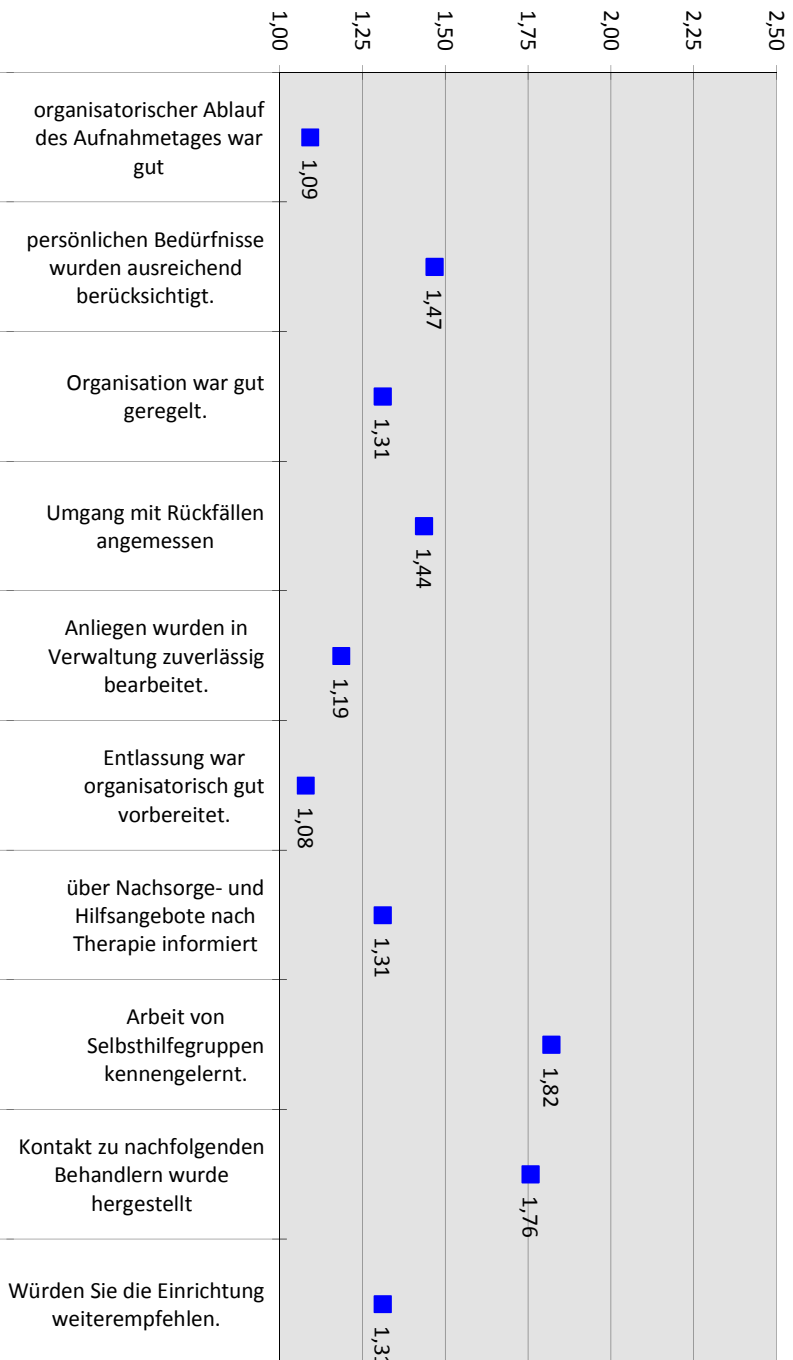 1,00
1,25
1,50
1,75
2,00
2,25
2,50
organisatorischer Ablauf
des Aufnahmetages war
gut
1,09
persönlichen Bedürfnisse
wurden ausreichend
berücksichtigt.
1,47
Organisation war gut
geregelt.
1,31
Umgang mit Rückfällen
angemessen
1,44
Anliegen wurden in
Verwaltung zuverlässig
bearbeitet.
1,19
Entlassung war
organisatorisch gut
vorbereitet.
1,08
über Nachsorge- und
Hilfsangebote nach
Therapie informiert
1,31
Arbeit von
Selbsthilfegruppen
kennengelernt.
1,82
Kontakt zu nachfolgenden
Behandlern wurde
hergestellt
1,76
Würden Sie die Einrichtung
weiterempfehlen.
1,31